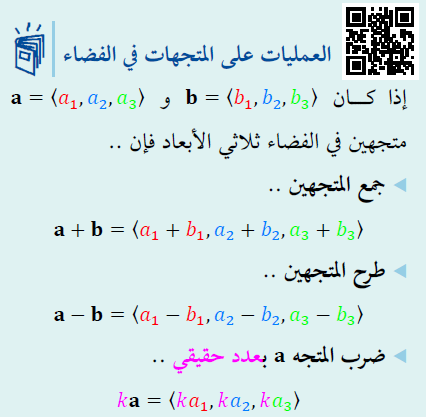 العمليات على المتجهات في الفضاء
إذا كـــان b = ⟨b₁, b₂, b₃⟩ و a = ⟨a₁, a₂, a₃⟩
متجهين في الفضاء ثلاثي الأبعاد فإن ..
جمع المتجهين ..
a + b = ⟨a₁ + b₁, a₂ + b₂, a₃ + b₃⟩
طرح المتجهين ..
a − b = ⟨a₁ − b₁, a₂ − b₂, a₃ − b₃⟩
ضرب المتجه a بعدد حقيقي ..
ka = ⟨ka₁, ka₂, ka₃⟩